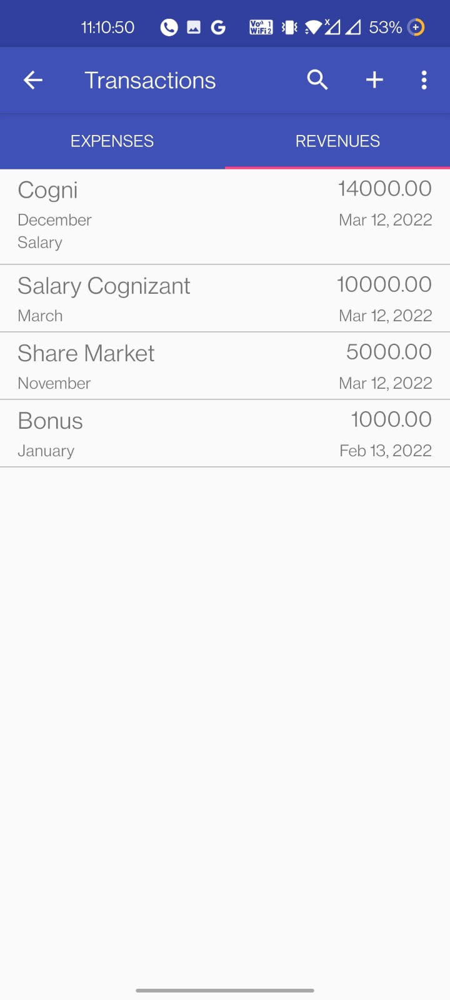 11:10:50 G Vo)) 1 WiFi 2 53%
Transactions
EXPENSES REVENUES
Cogni 14000.00
December Mar 12, 2022
Salary
Salary Cognizant 10000.00
March Mar 12, 2022
Share Market 5000.00
November Mar 12, 2022
Bonus 1000.00
January Feb 13, 2022